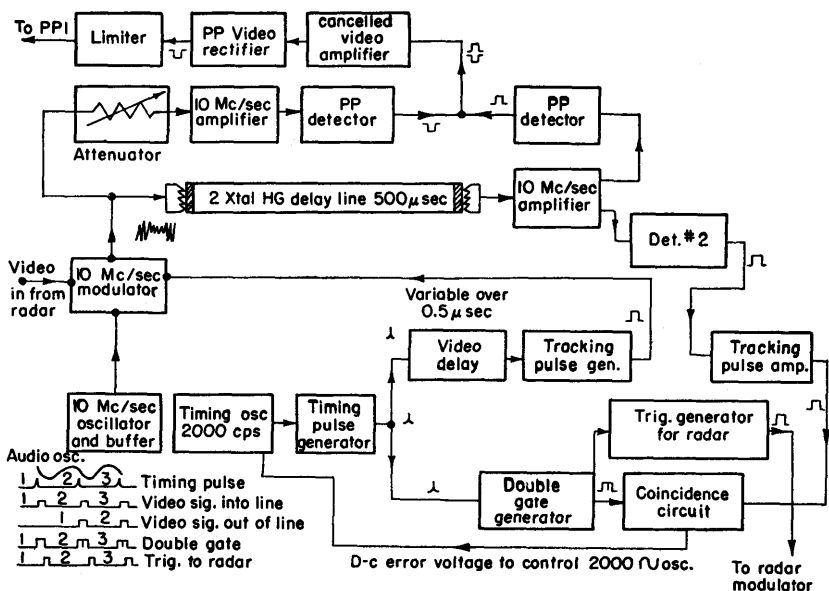 To PPI
Limiter
PP Video
rectifier
cancelled
video
amplifier
Attenuator
10 Mc/sec
amplifier
PP
detector
PP
detector
2 Xtal HG delay line 500μsec
10 Mc/sec
amplifier
Det. #2
Video
in from
radar
10 Mc/sec
modulator
Variable over
0.5μsec
Video
delay
Tracking
pulse gen.
Tracking
pulse amp.
10 Mc/sec
oscillator
and buffer
Timing osc
2000 cps
Timing
pulse
generator
Trig. generator
for radar
Double
gate
generator
Coincidence
circuit
Audio osc.
1 2 3 Timing pulse
1 2 3 Video sig. into line
1 2 Video sig. out of line
1 2 3 Double gate
1 2 3 Trig. to radar
D-c error voltage to control 2000 ∿ osc.
To radar
modulator